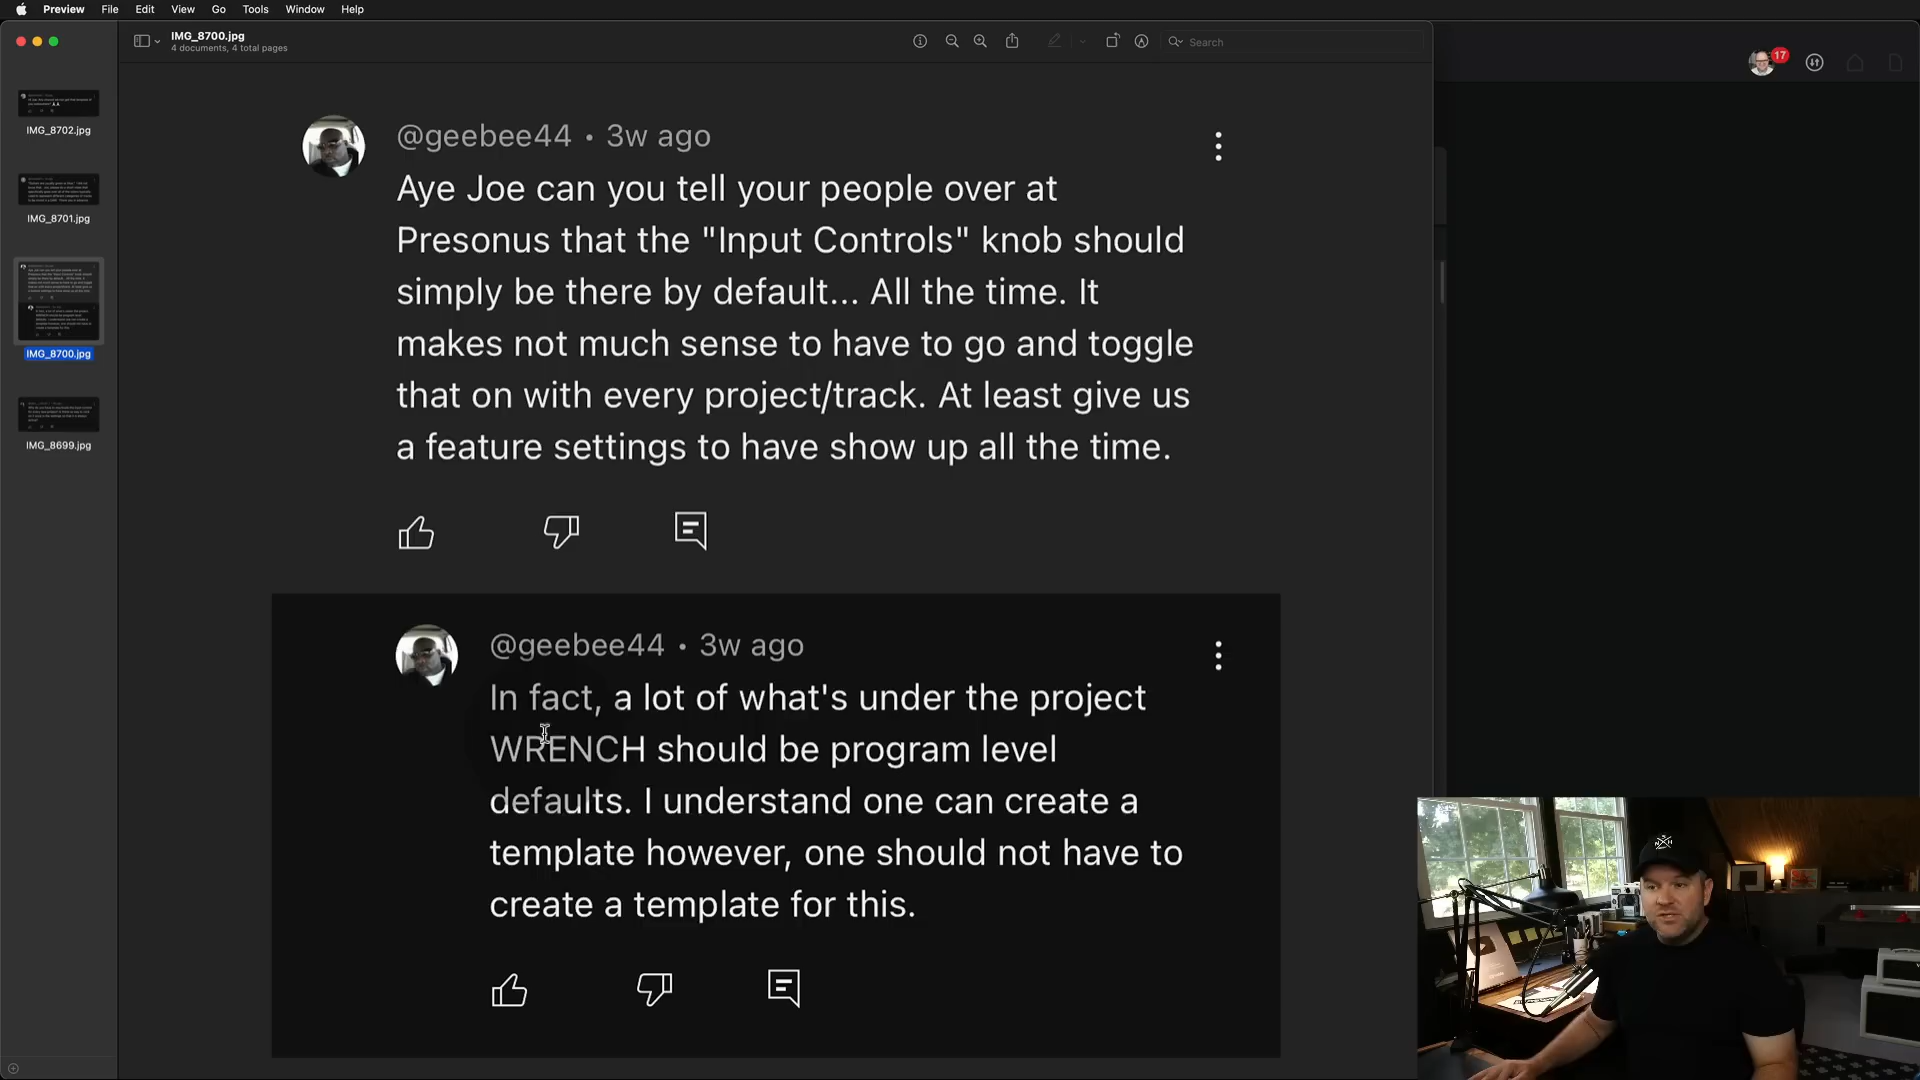 Preview File Edit View Go Tools Window Help
IMG_8700.jpg
4 documents, 4 total pages
Search
17
IMG_8702.jpg
IMG_8701.jpg
IMG_8700.jpg
IMG_8699.jpg
@geebee44 • 3w ago
Aye Joe can you tell your people over at
Presonus that the "Input Controls" knob should
simply be there by default... All the time. It
makes not much sense to have to go and toggle
that on with every project/track. At least give us
a feature settings to have show up all the time.
@geebee44 • 3w ago
In fact, a lot of what's under the project
WRENCH should be program level
defaults. I understand one can create a
template however, one should not have to
create a template for this.